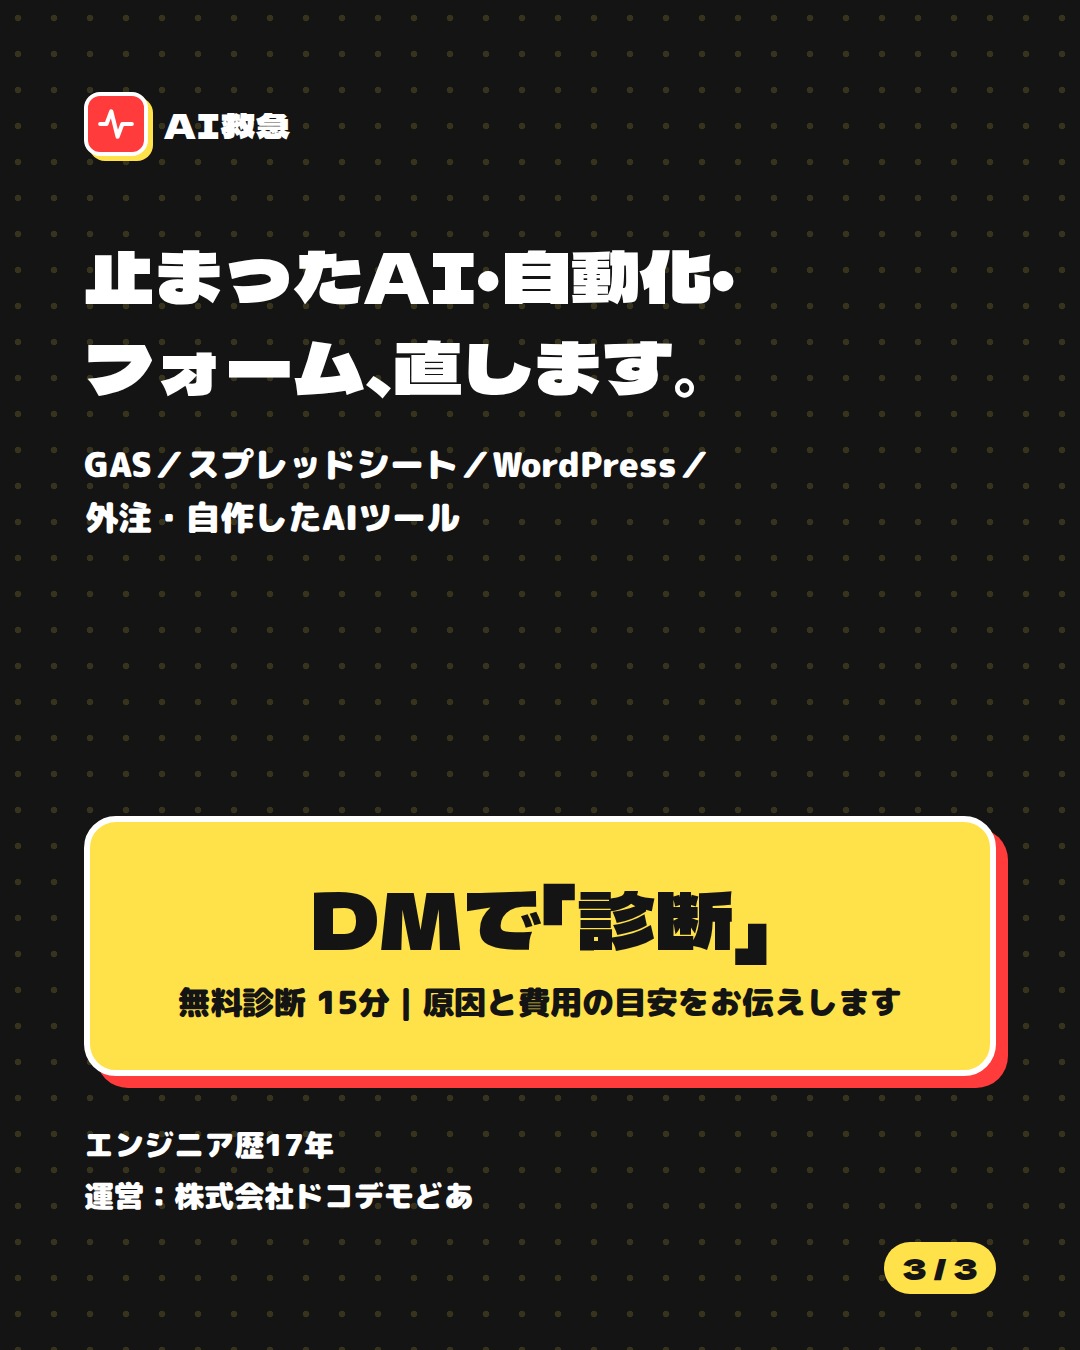 AI救急
止まったAI・自動化・
フォーム、直します。
GAS／スプレッドシート／WordPress／
外注・自作したAIツール
DMで「診断」
無料診断 15分｜原因と費用の目安をお伝えします
エンジニア歴17年
運営：株式会社ドコデモどあ
3 / 3